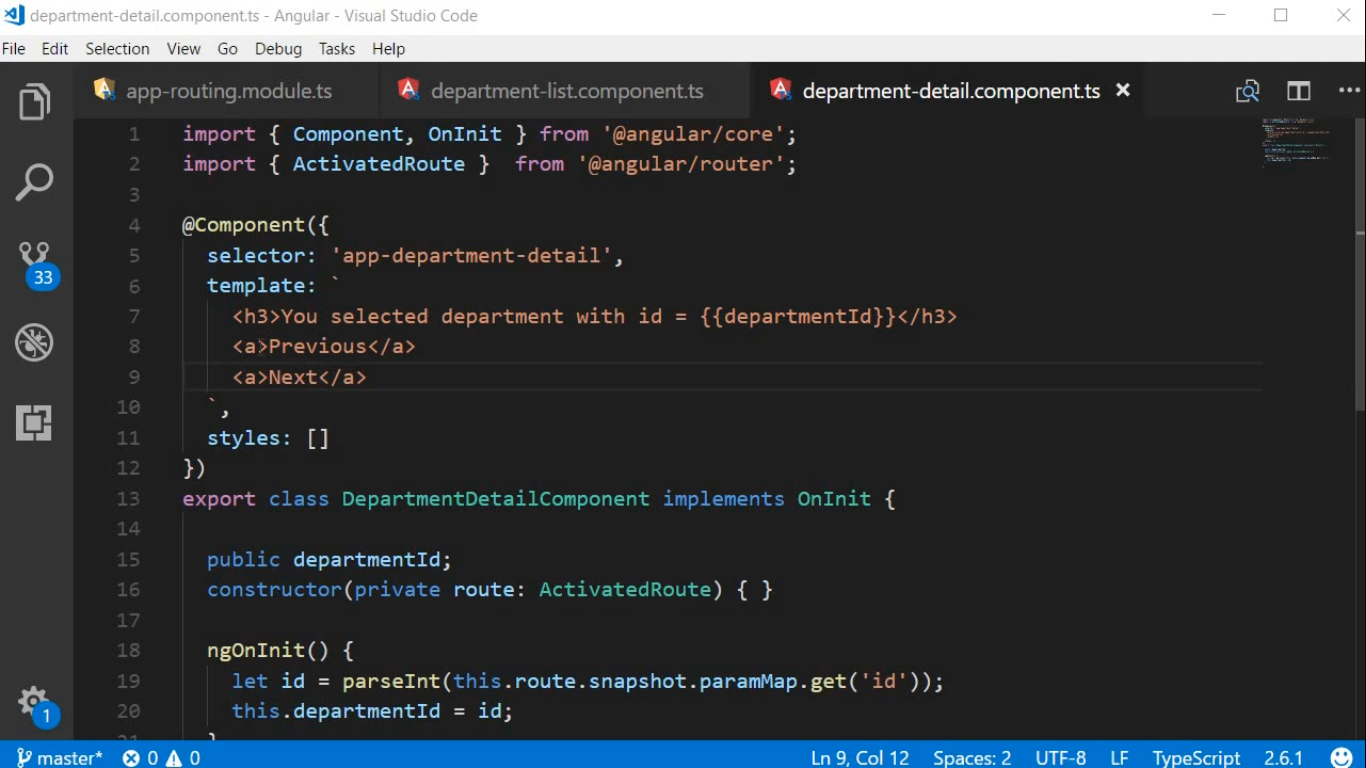 department-detail.component.ts - Angular - Visual Studio Code
File Edit Selection View Go Debug Tasks Help
app-routing.module.ts department-list.component.ts department-detail.component.ts
1 import { Component, OnInit } from '@angular/core';
2 import { ActivatedRoute }  from '@angular/router';
3
4 @Component({
5   selector: 'app-department-detail',
6   template: `
7     <h3>You selected department with id = {{departmentId}}</h3>
8     <a>Previous</a>
9     <a>Next</a>
10   `,
11   styles: []
12 })
13 export class DepartmentDetailComponent implements OnInit {
14
15   public departmentId;
16   constructor(private route: ActivatedRoute) { }
17
18   ngOnInit() {
19     let id = parseInt(this.route.snapshot.paramMap.get('id'));
20     this.departmentId = id;
21   }
33
1
master* 0 0 Ln 9, Col 12 Spaces: 2 UTF-8 LF TypeScript 2.6.1